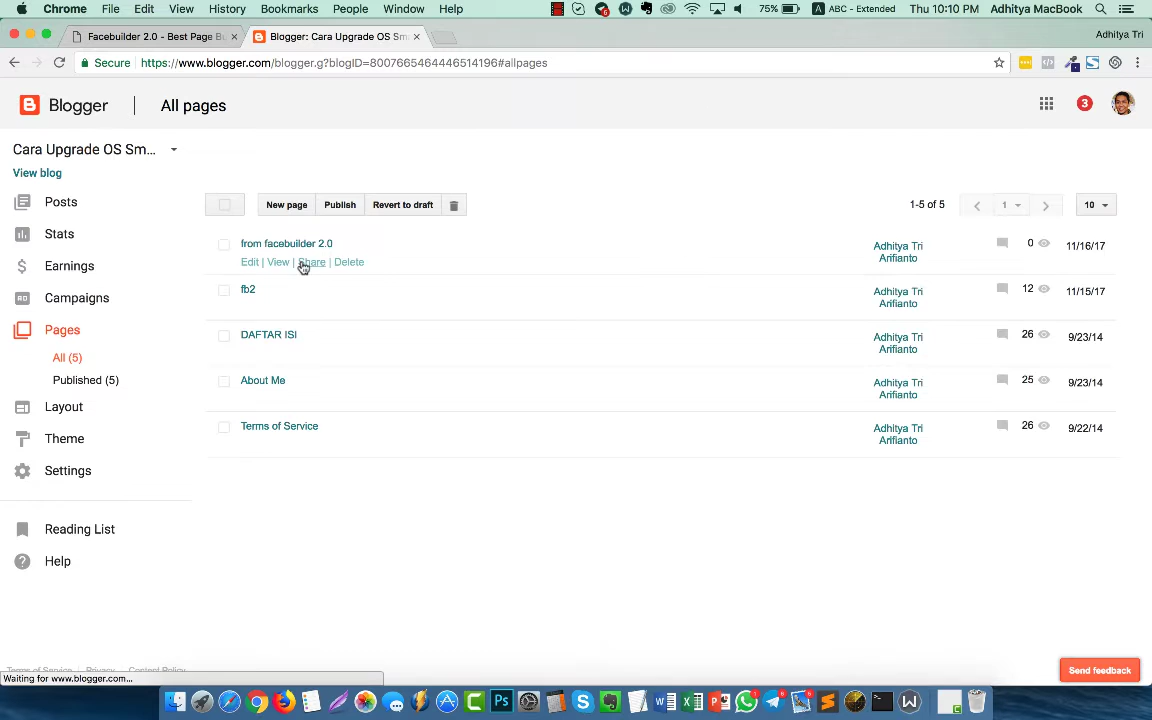 Chrome File Edit View History Bookmarks People Window Help 75% ABC - Extended Thu 10:10 PM Adhitya MacBook
Facebuilder 2.0 - Best Page Bu Blogger: Cara Upgrade OS Sma Adhitya Tri
Secure https://www.blogger.com/blogger.g?blogID=8007665464446514196#allpages
Blogger All pages 3
Cara Upgrade OS Sm...
View blog
Posts
Stats
Earnings
Campaigns
Pages
All (5)
Published (5)
Layout
Theme
Settings
Reading List
Help
New page Publish Revert to draft 1-5 of 5 1 10
from facebuilder 2.0
Edit | View | Share | Delete
Adhitya Tri
Arifianto
0 11/16/17
fb2
Adhitya Tri
Arifianto
12 11/15/17
DAFTAR ISI
Adhitya Tri
Arifianto
26 9/23/14
About Me
Adhitya Tri
Arifianto
25 9/23/14
Terms of Service
Adhitya Tri
Arifianto
26 9/22/14
Terms of Service Privacy Content Policy
Send feedback
Waiting for www.blogger.com...